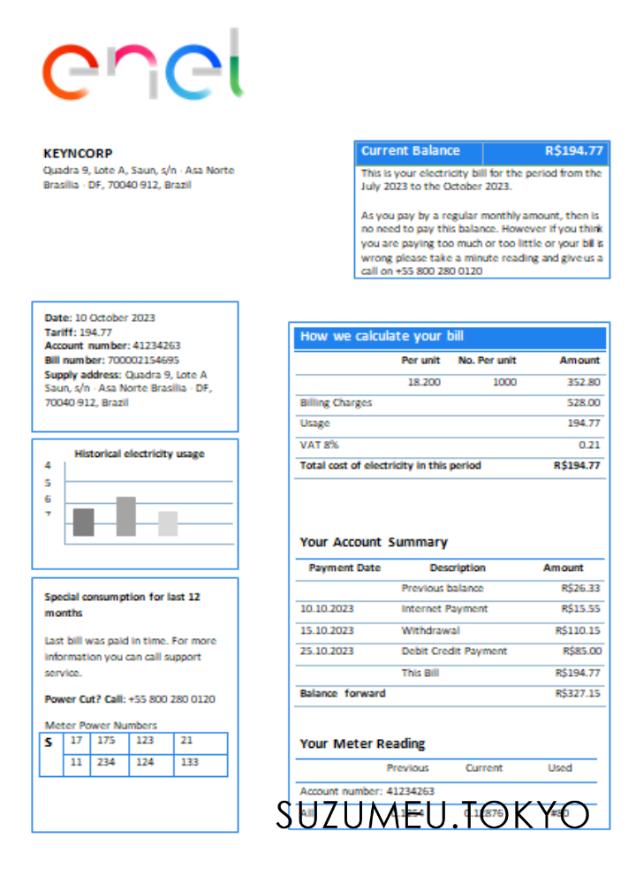 enel
KEYNCORP
Quadra 9, Lote A, Saun, s/n · Asa Norte
Brasília · DF, 70040 912, Brazil
Current Balance R$194.77
This is your electricity bill for the period from the
July 2023 to the October 2023.
As you pay by a regular monthly amount, then is
no need to pay this balance. However if you think
you are paying too much or too little or your bill is
wrong please take a minute reading and give us a
call on +55 800 280 0120
Date: 10 October 2023
Tariff: 194.77
Account number: 41234263
Bill number: 700002154695
Supply address: Quadra 9, Lote A
Saun, s/n · Asa Norte Brasília · DF,
70040 912, Brazil
Historical electricity usage
4
5
6
7
Special consumption for last 12
months
Last bill was paid in time. For more
information you can call support
service.
Power Cut? Call: +55 800 280 0120
Meter Power Numbers
S 17 175 123 21
11 234 124 133
How we calculate your bill
Per unit No. Per unit Amount
18.200 1000 352.80
Billing Charges 528.00
Usage 194.77
VAT 8% 0.21
Total cost of electricity in this period R$194.77
Your Account Summary
Payment Date Description Amount
Previous balance R$26.33
10.10.2023 Internet Payment R$15.55
15.10.2023 Withdrawal R$110.15
25.10.2023 Debit Credit Payment R$85.00
This Bill R$194.77
Balance forward R$327.15
Your Meter Reading
Previous Current Used
Account number: 41234263
SUZUMEU.TOKYO